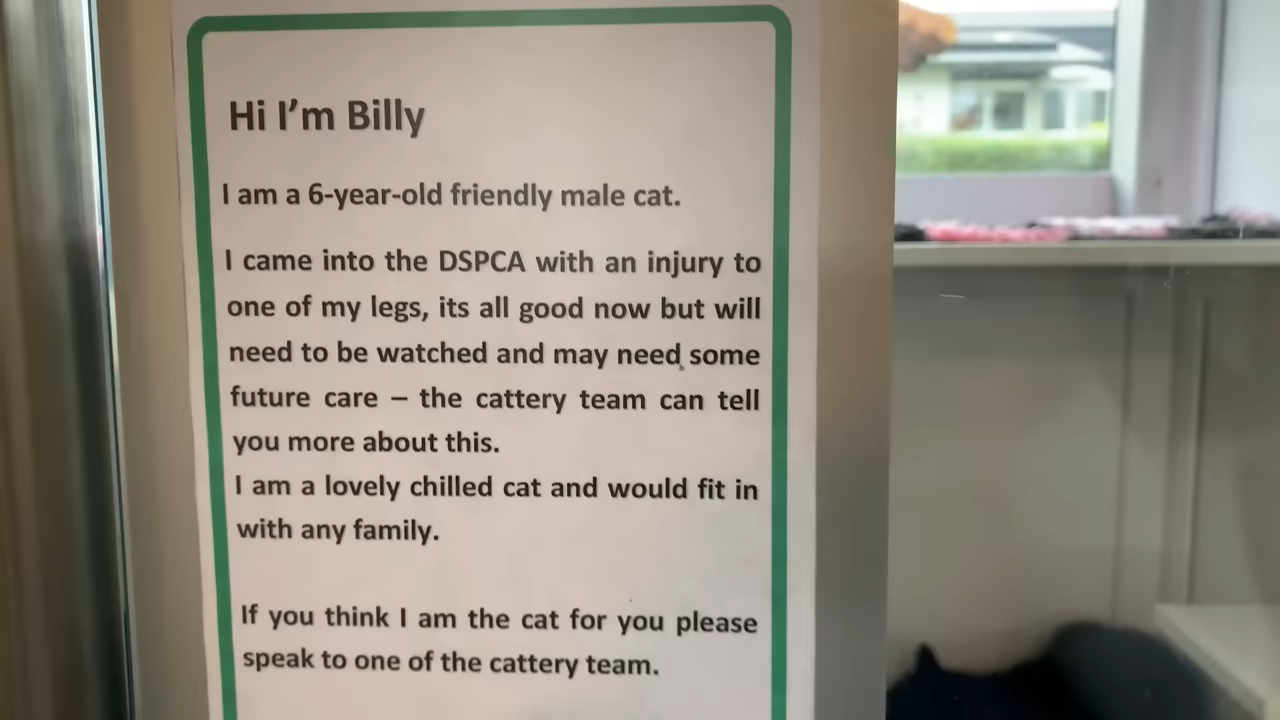 Hi I’m Billy
I am a 6-year-old friendly male cat.
I came into the DSPCA with an injury to
one of my legs, its all good now but will
need to be watched and may need some
future care – the cattery team can tell
you more about this.
I am a lovely chilled cat and would fit in
with any family.
If you think I am the cat for you please
speak to one of the cattery team.